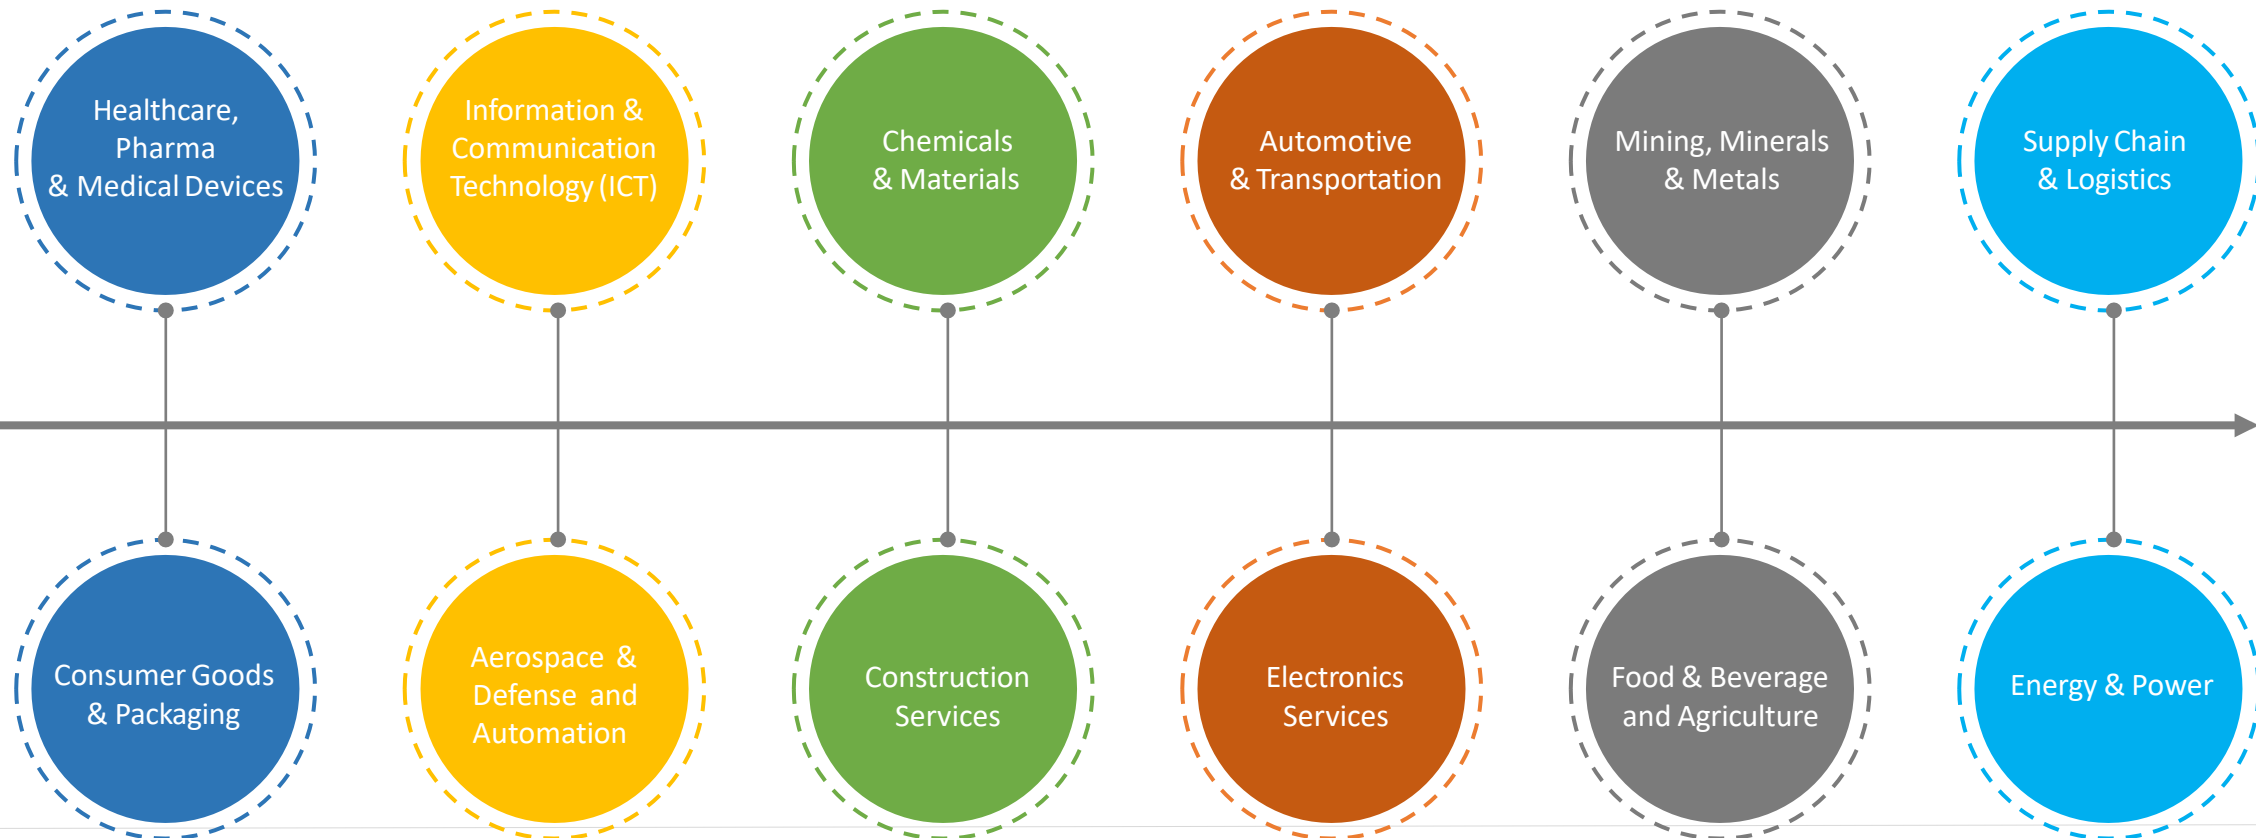 Healthcare,
Pharma
& Medical Devices
Information &
Communication
Technology (ICT)
Chemicals
& Materials
Automotive
& Transportation
Mining, Minerals
& Metals
Supply Chain
& Logistics
Consumer Goods
& Packaging
Aerospace &
Defense and
Automation
Construction
Services
Electronics
Services
Food & Beverage
and Agriculture
Energy & Power